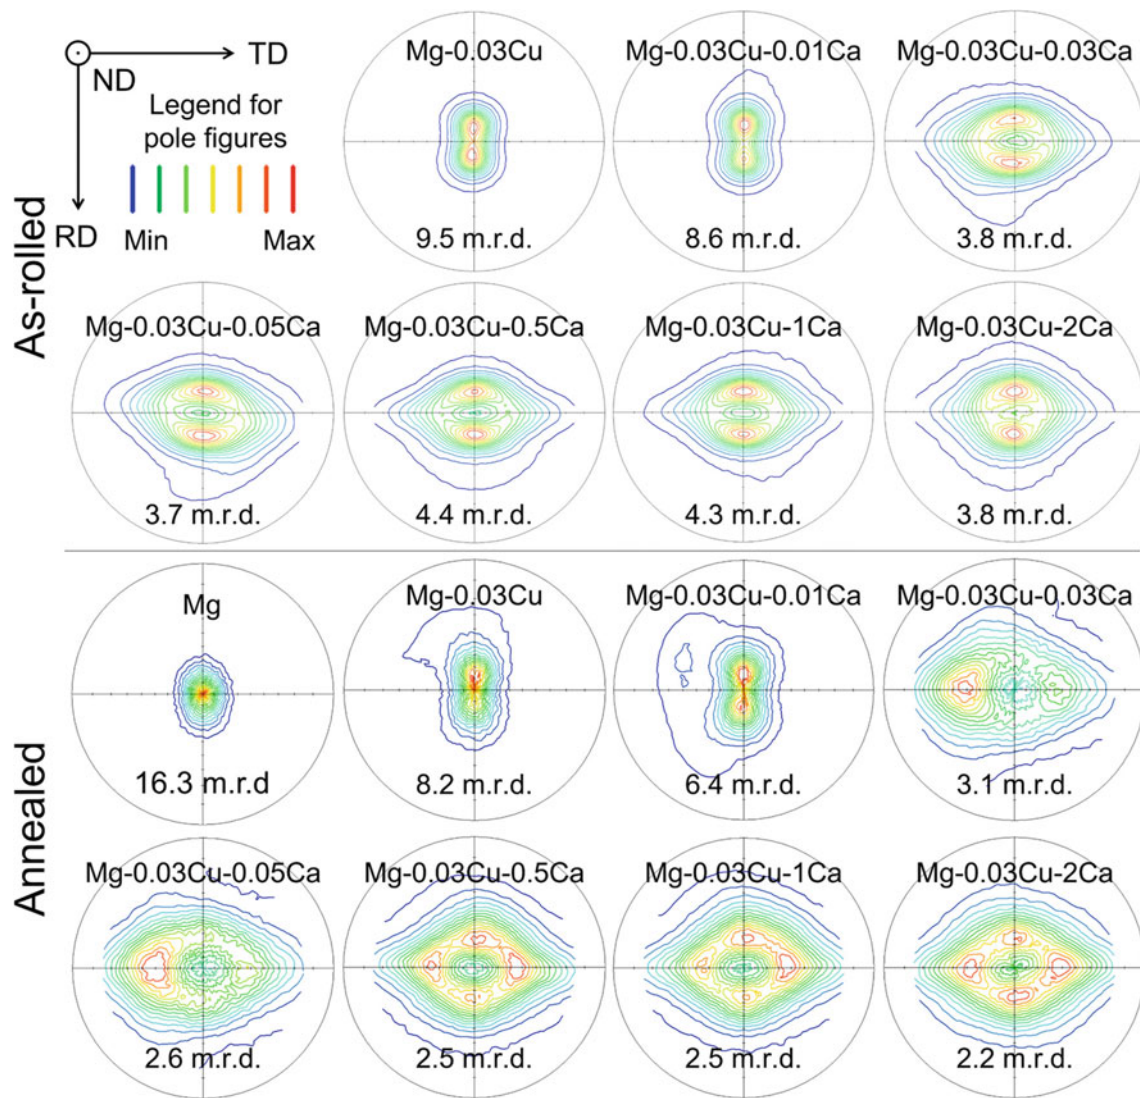 TD
ND
Legend for
pole figures
RD
Min
Max
As-rolled
Mg-0.03Cu
Mg-0.03Cu-0.01Ca
Mg-0.03Cu-0.03Ca
9.5 m.r.d.
8.6 m.r.d.
3.8 m.r.d.
Mg-0.03Cu-0.05Ca
Mg-0.03Cu-0.5Ca
Mg-0.03Cu-1Ca
Mg-0.03Cu-2Ca
3.7 m.r.d.
4.4 m.r.d.
4.3 m.r.d.
3.8 m.r.d.
Annealed
Mg
Mg-0.03Cu
Mg-0.03Cu-0.01Ca
Mg-0.03Cu-0.03Ca
16.3 m.r.d
8.2 m.r.d.
6.4 m.r.d.
3.1 m.r.d.
Mg-0.03Cu-0.05Ca
Mg-0.03Cu-0.5Ca
Mg-0.03Cu-1Ca
Mg-0.03Cu-2Ca
2.6 m.r.d.
2.5 m.r.d.
2.5 m.r.d.
2.2 m.r.d.